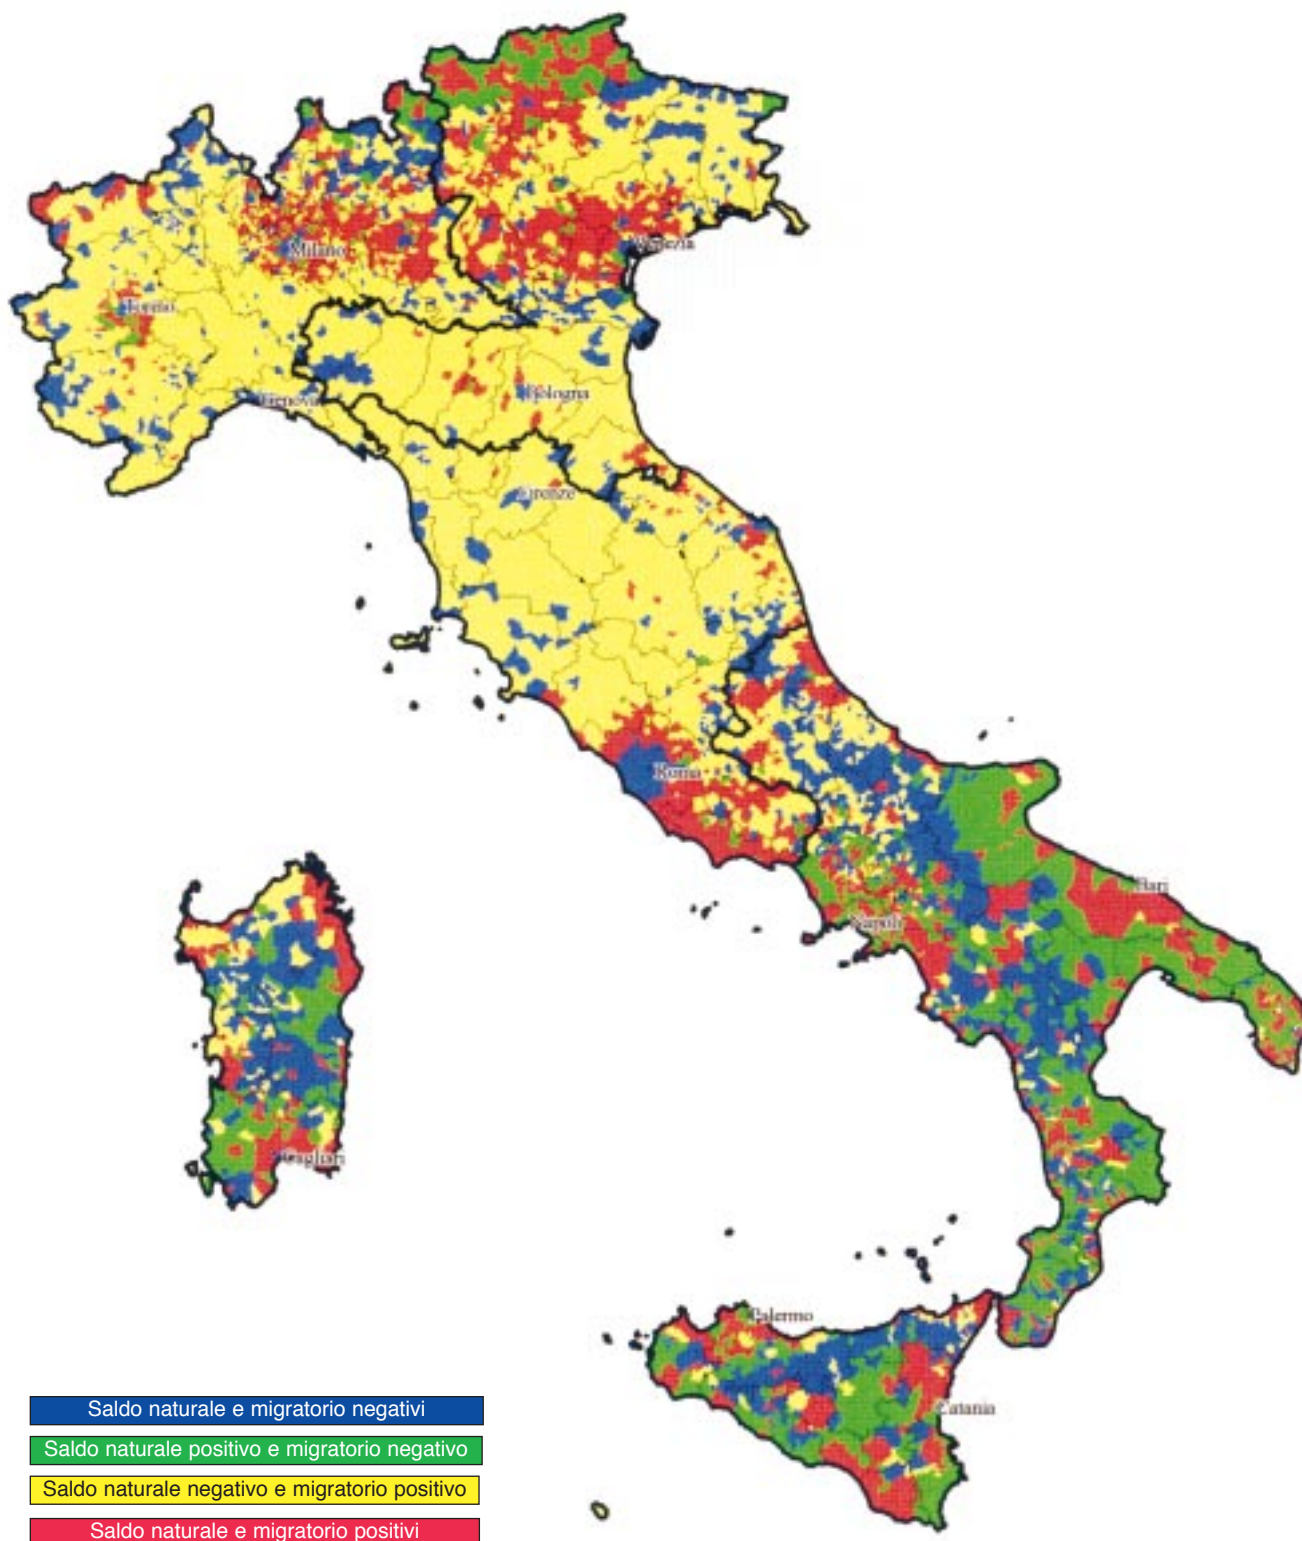 Milano
Venezia
Torino
Genova
Bologna
Firenze
Roma
Bari
Napoli
Cagliari
Palermo
Catania
Saldo naturale e migratorio negativi
Saldo naturale positivo e migratorio negativo
Saldo naturale negativo e migratorio positivo
Saldo naturale e migratorio positivi